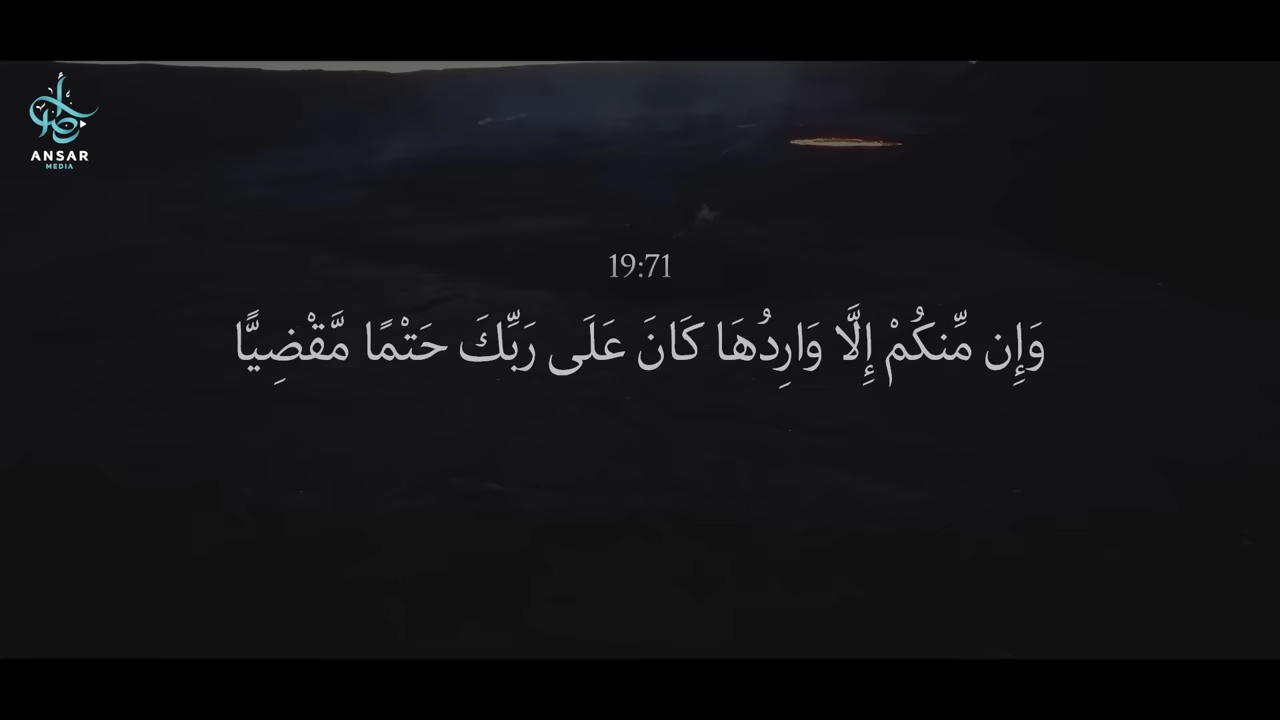 ANSAR
MEDIA
19:71
وَإِن مِّنكُمْ إِلَّا وَارِدُهَا كَانَ عَلَى رَبِّكَ حَتْمًا مَّقْضِيًّا